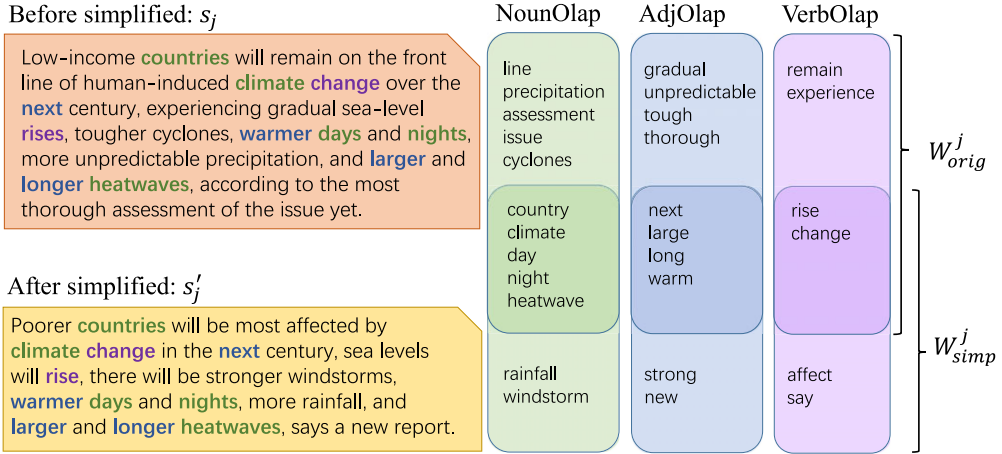 Before simplified: s_j
Low-income countries will remain on the front
line of human-induced climate change over the
next century, experiencing gradual sea-level
rises, tougher cyclones, warmer days and nights,
more unpredictable precipitation, and larger and
longer heatwaves, according to the most
thorough assessment of the issue yet.
After simplified: s'_j
Poorer countries will be most affected by
climate change in the next century, sea levels
will rise, there will be stronger windstorms,
warmer days and nights, more rainfall, and
larger and longer heatwaves, says a new report.
NounOlap
line
precipitation
assessment
issue
cyclones
country
climate
day
night
heatwave
rainfall
windstorm
AdjOlap
gradual
unpredictable
tough
thorough
next
large
long
warm
strong
new
VerbOlap
remain
experience
rise
change
affect
say
W^j_orig
W^j_simp